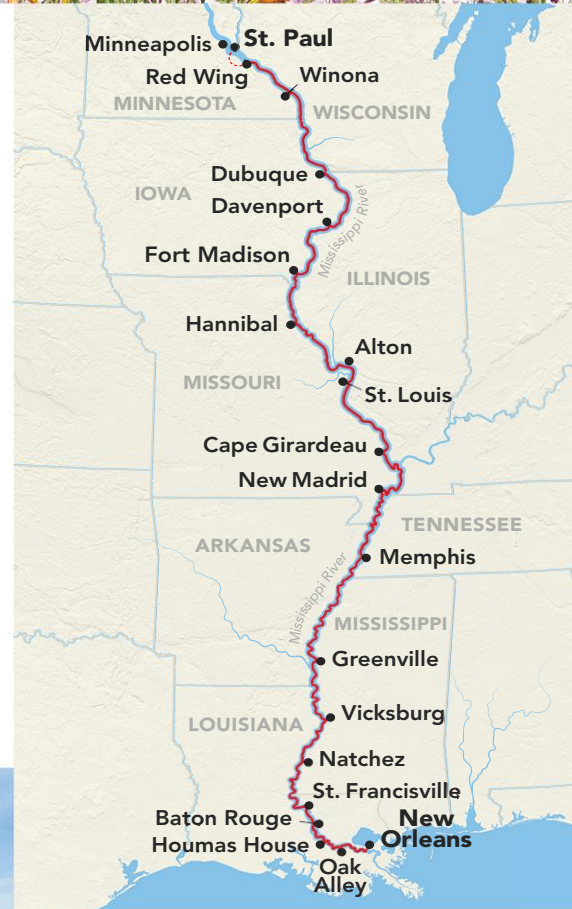 Minneapolis
St. Paul
Red Wing
Winona
MINNESOTA
WISCONSIN
Dubuque
IOWA
Davenport
Mississippi River
Fort Madison
ILLINOIS
Hannibal
Alton
MISSOURI
St. Louis
Cape Girardeau
New Madrid
TENNESSEE
ARKANSAS
Memphis
Mississippi River
MISSISSIPPI
Greenville
LOUISIANA
Vicksburg
Natchez
St. Francisville
Baton Rouge
New
Orleans
Houmas House
Oak
Alley